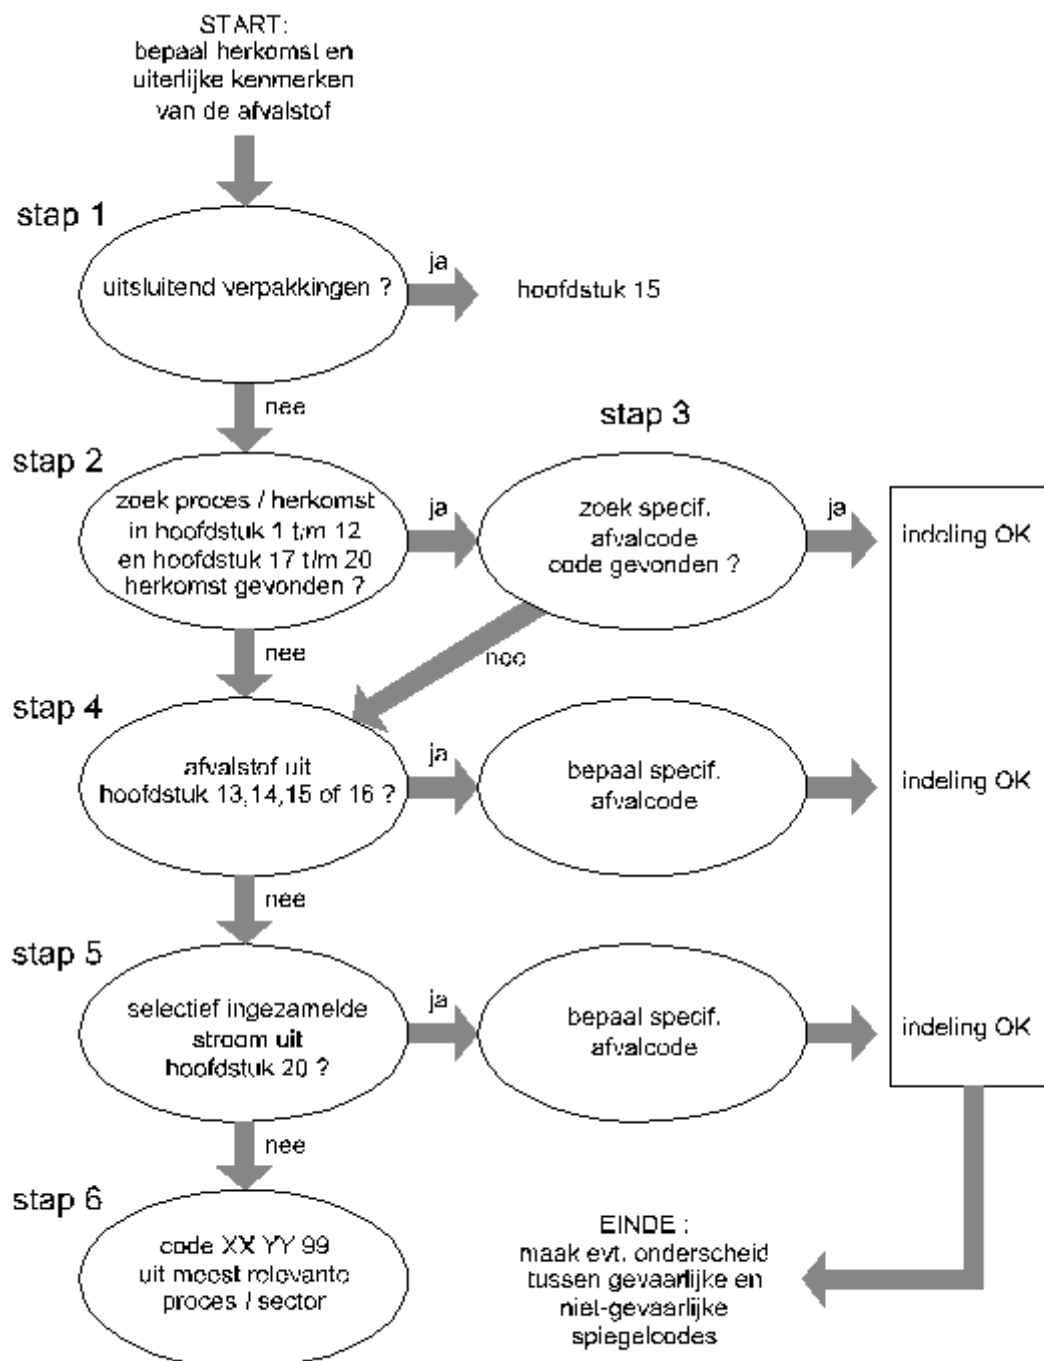 START:
bepaal herkomst en
uiterlijke kenmerken
van de afvalstof
stap 1
uitsluitend verpakkingen ?
ja
hoofdstuk 15
nee
stap 2
zoek proces / herkomst
in hoofdstuk 1 t/m 12
en hoofdstuk 17 t/m 20
herkomst gevonden ?
ja
stap 3
zoek specif.
afvalcode
code gevonden ?
ja
indeling OK
nee
nee
stap 4
afvalstof uit
hoofdstuk 13,14,15 of 16 ?
ja
bepaal specif.
afvalcode
indeling OK
nee
stap 5
selectief ingezamelde
stroom uit
hoofdstuk 20 ?
ja
bepaal specif.
afvalcode
indeling OK
nee
stap 6
code XX YY 99
uit meest relevante
proces / sector
EINDE :
maak evt. onderscheid
tussen gevaarlijke en
niet-gevaarlijke
spiegelcodes